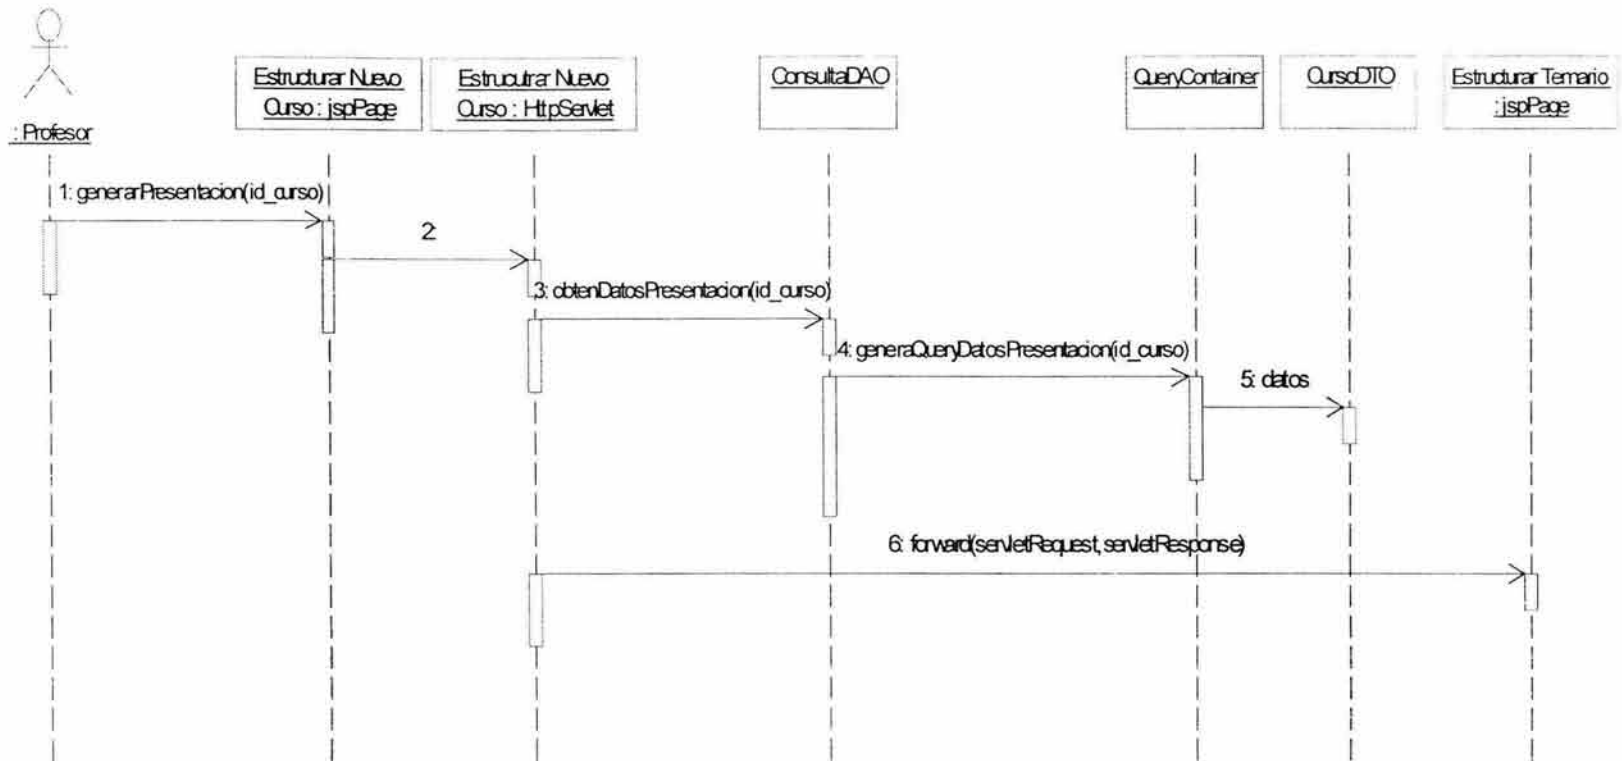 Estructurar Nuevo
Curso : jspPage
Estrucutrar Nuevo
Curso : HttpServlet
ConsultaDAO
QueryContainer
CursoDTO
Estructurar Temario
: jspPage
: Profesor
1: generarPresentacion(id_curso)
2:
3: obtenDatosPresentacion(id_curso)
4: generaQueryDatosPresentacion(id_curso)
5: datos
6: forward(servletRequest, servletResponse)